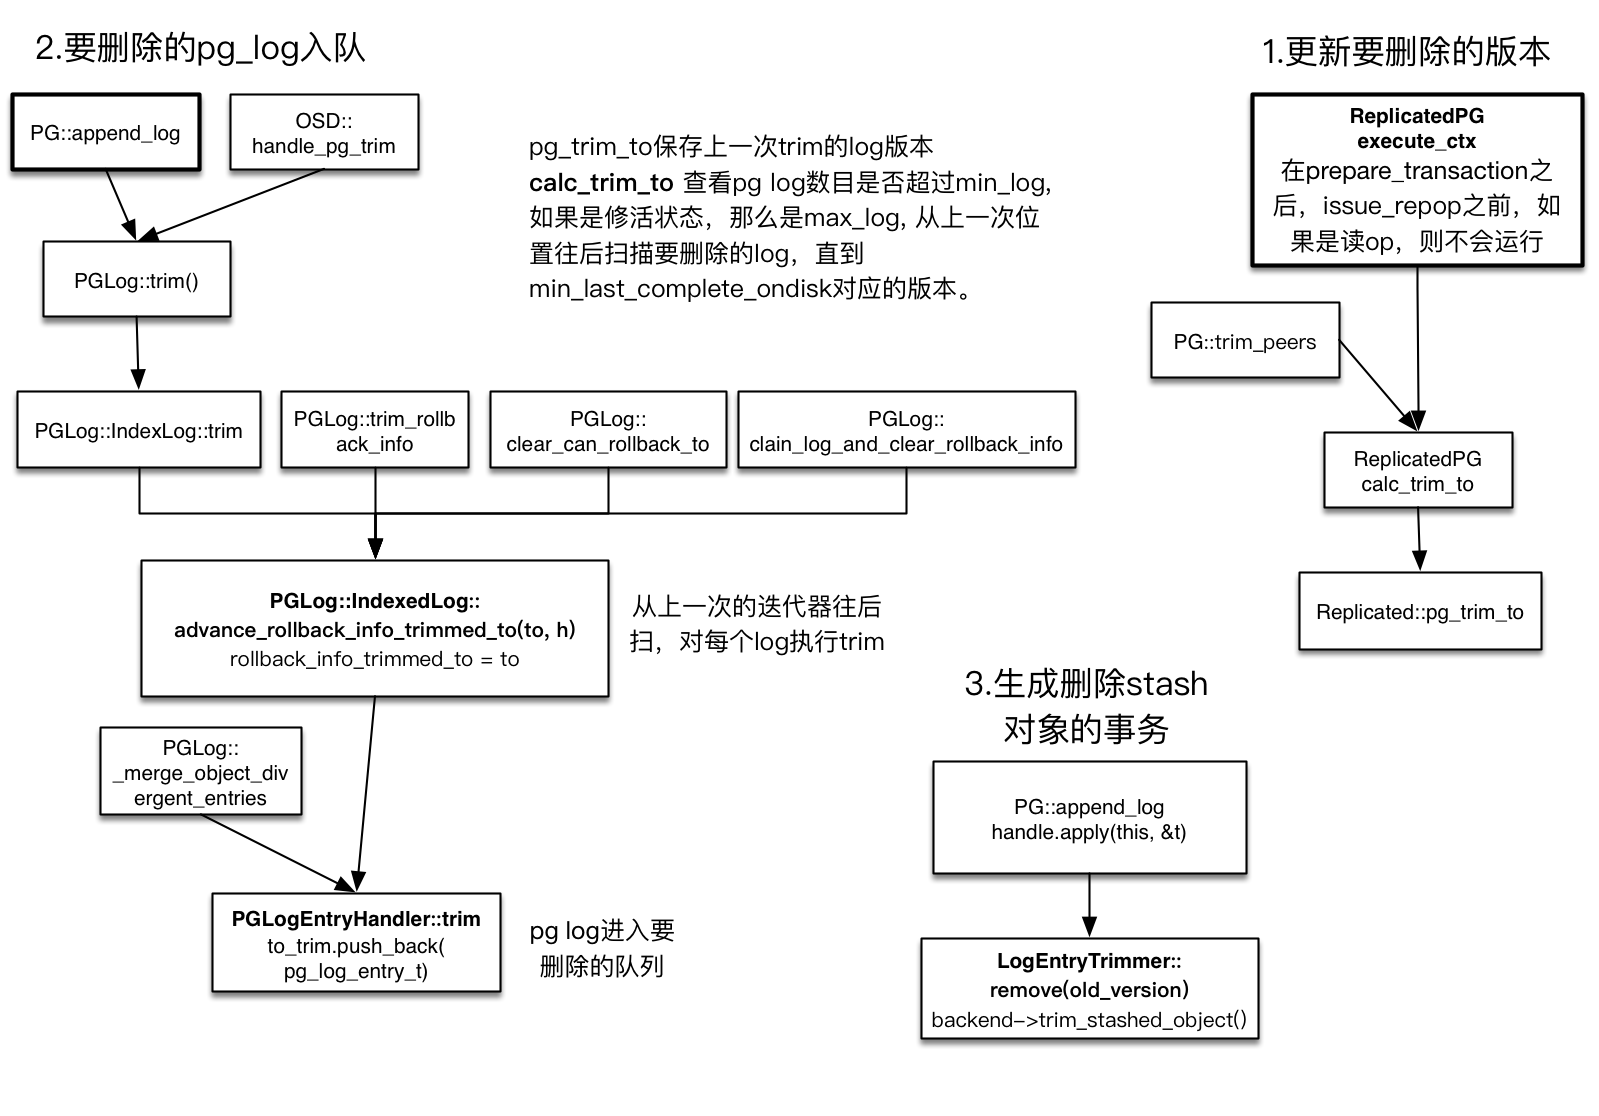 2.要删除的pg_log入队
PG::append_log
OSD::
handle_pg_trim
PGLog::trim()
pg_trim_to保存上一次trim的log版本
calc_trim_to 查看pg log数目是否超过min_log,
如果是修活状态，那么是max_log, 从上一次位
置往后扫描要删除的log，直到
min_last_complete_ondisk对应的版本。
PGLog::IndexLog::trim
PGLog::trim_rollb
ack_info
PGLog::
clear_can_rollback_to
PGLog::
clain_log_and_clear_rollback_info
PGLog::IndexedLog::
advance_rollback_info_trimmed_to(to, h)
rollback_info_trimmed_to = to
从上一次的迭代器往后
扫，对每个log执行trim
PGLog::
_merge_object_div
ergent_entries
PGLogEntryHandler::trim
to_trim.push_back(
pg_log_entry_t)
pg log进入要
删除的队列
1.更新要删除的版本
ReplicatedPG
execute_ctx
在prepare_transaction之
后，issue_repop之前，如
果是读op，则不会运行
PG::trim_peers
ReplicatedPG
calc_trim_to
Replicated::pg_trim_to
3.生成删除stash
对象的事务
PG::append_log
handle.apply(this, &t)
LogEntryTrimmer::
remove(old_version)
backend->trim_stashed_object()